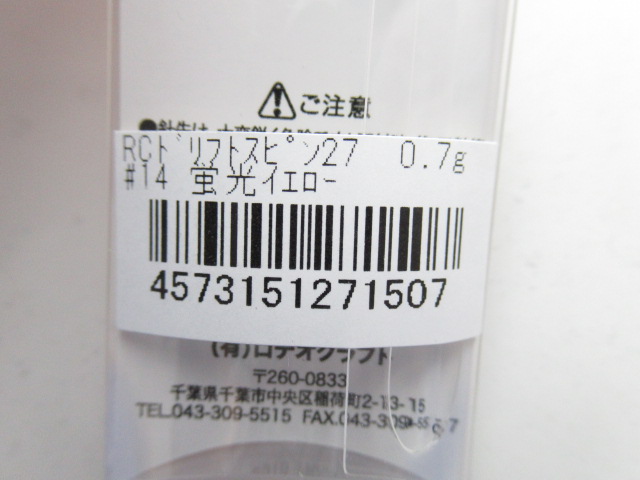 ⚠ご注意
RCﾄﾞﾘﾌﾄｽﾋﾟﾝ27 0.7g
#14 蛍光ｲｴﾛｰ
4573151271507
(有)ロデオクラフト
〒260-0833
千葉県千葉市中央区稲荷町2-13-15
TEL.043-309-5515 FAX.043-309-55